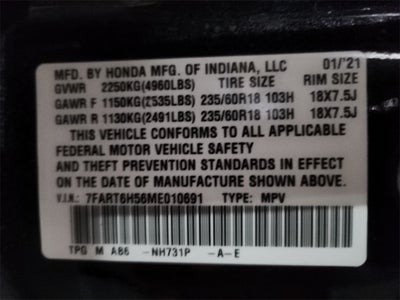 MFD. BY HONDA MFG. OF INDIANA, LLC 01/'21
GVWR 2250KG(4960LBS) TIRE SIZE RIM SIZE
GAWR F 1150KG(2535LBS) 235/60R18 103H 18X7.5J
GAWR R 1130KG(2491LBS) 235/60R18 103H 18X7.5J
THIS VEHICLE CONFORMS TO ALL APPLICABLE
FEDERAL MOTOR VEHICLE SAFETY
AND THEFT PREVENTION STANDARDS IN EFFECT
ON THE DATE OF MANUFACTURE SHOWN ABOVE.
V.I.N.: 7FART6H56ME010691 TYPE: MPV
TPG M A86 -NH731P -A-E